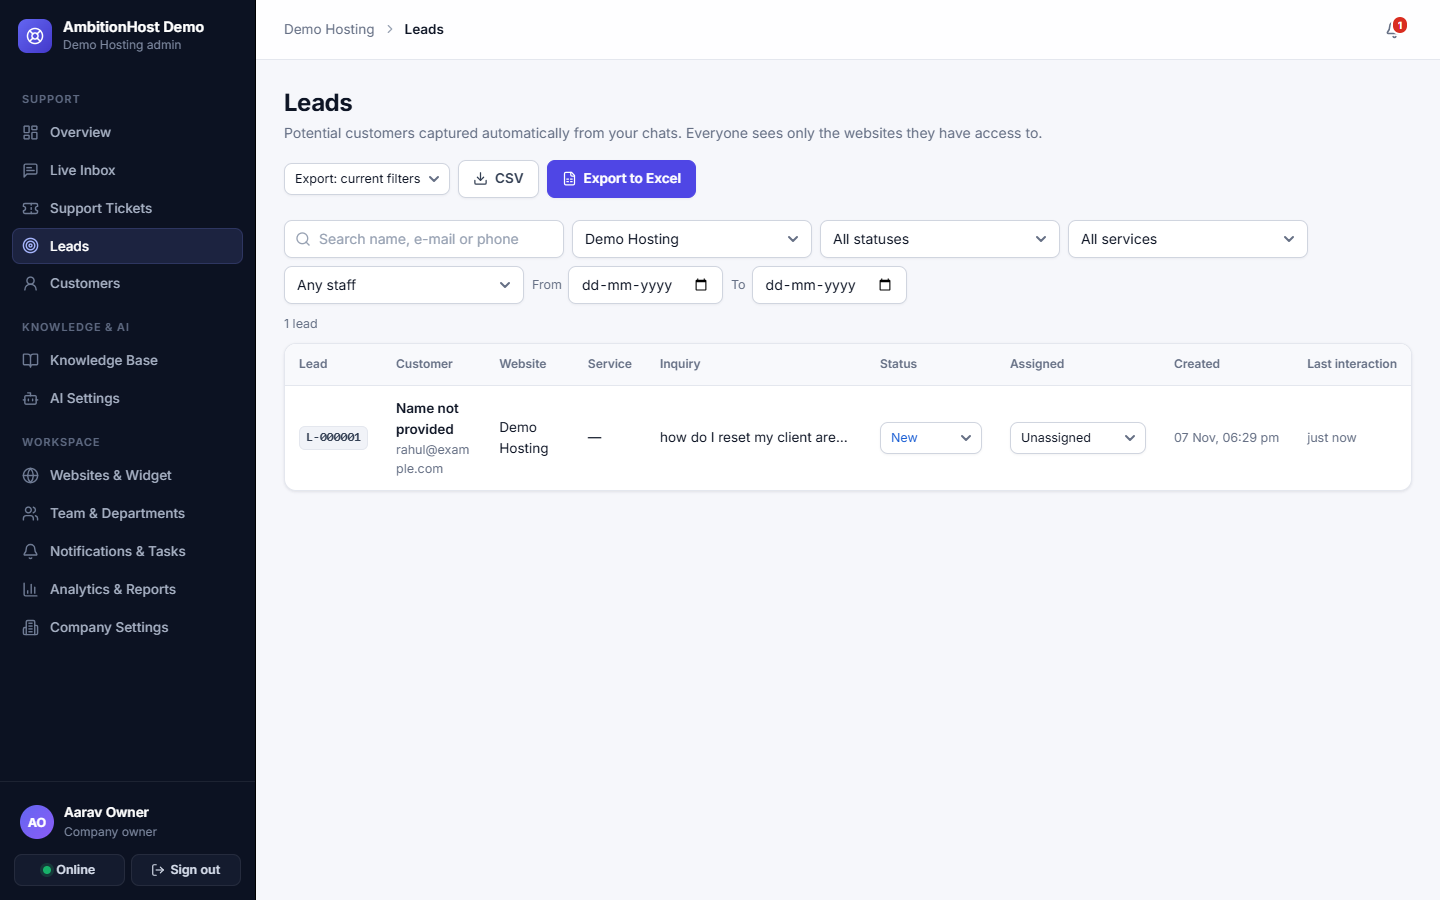 AmbitionHost Demo
Demo Hosting admin
SUPPORT
Overview
Live Inbox
Support Tickets
Leads
Customers
KNOWLEDGE & AI
Knowledge Base
AI Settings
WORKSPACE
Websites & Widget
Team & Departments
Notifications & Tasks
Analytics & Reports
Company Settings
AO
Aarav Owner
Company owner
Online
Sign out
Demo Hosting > Leads
1
Leads
Potential customers captured automatically from your chats. Everyone sees only the websites they have access to.
Export: current filters
CSV
Export to Excel
Search name, e-mail or phone
Demo Hosting
All statuses
All services
Any staff
From
dd-mm-yyyy
To
dd-mm-yyyy
1 lead
Lead Customer Website Service Inquiry Status Assigned Created Last interaction
L-000001
Name not
provided
rahul@exam
ple.com
Demo
Hosting
—
how do I reset my client are...
New
Unassigned
07 Nov, 06:29 pm
just now